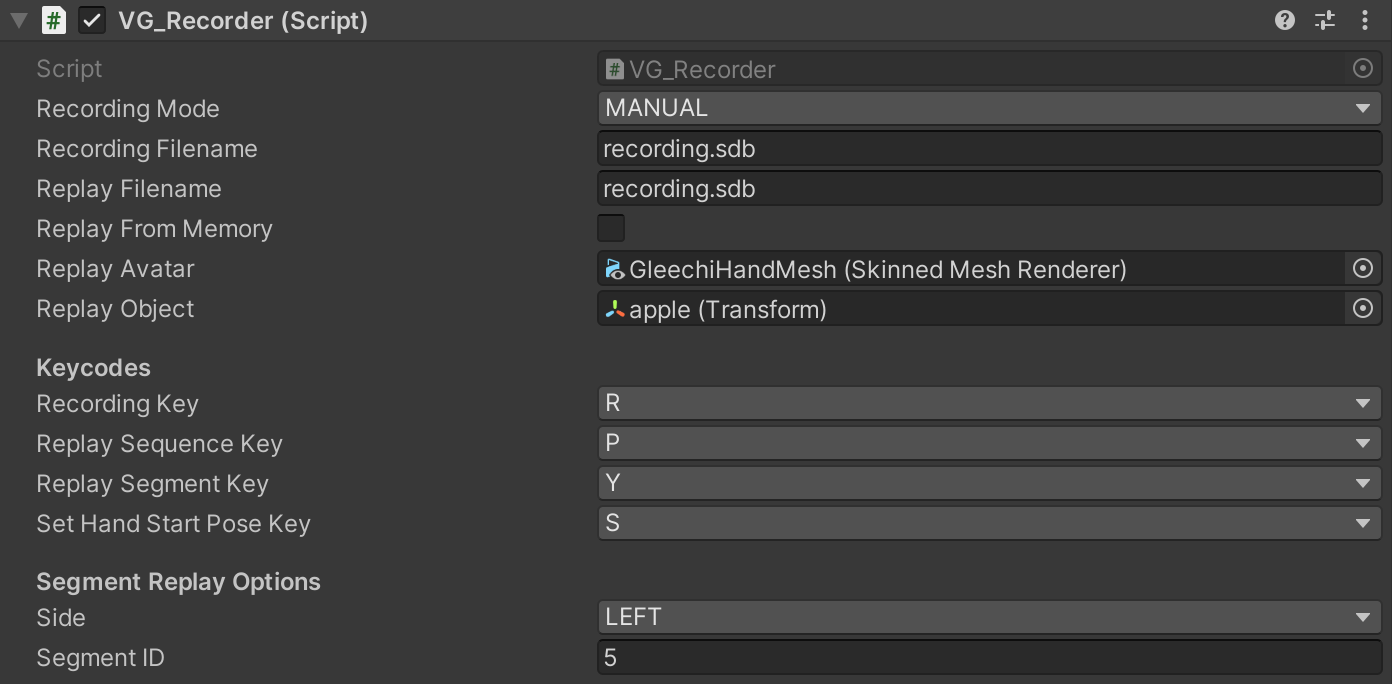 VG_Recorder (Script)
Script VG_Recorder
Recording Mode MANUAL
Recording Filename recording.sdb
Replay Filename recording.sdb
Replay From Memory
Replay Avatar GleechiHandMesh (Skinned Mesh Renderer)
Replay Object apple (Transform)
Keycodes
Recording Key R
Replay Sequence Key P
Replay Segment Key Y
Set Hand Start Pose Key S
Segment Replay Options
Side LEFT
Segment ID 5